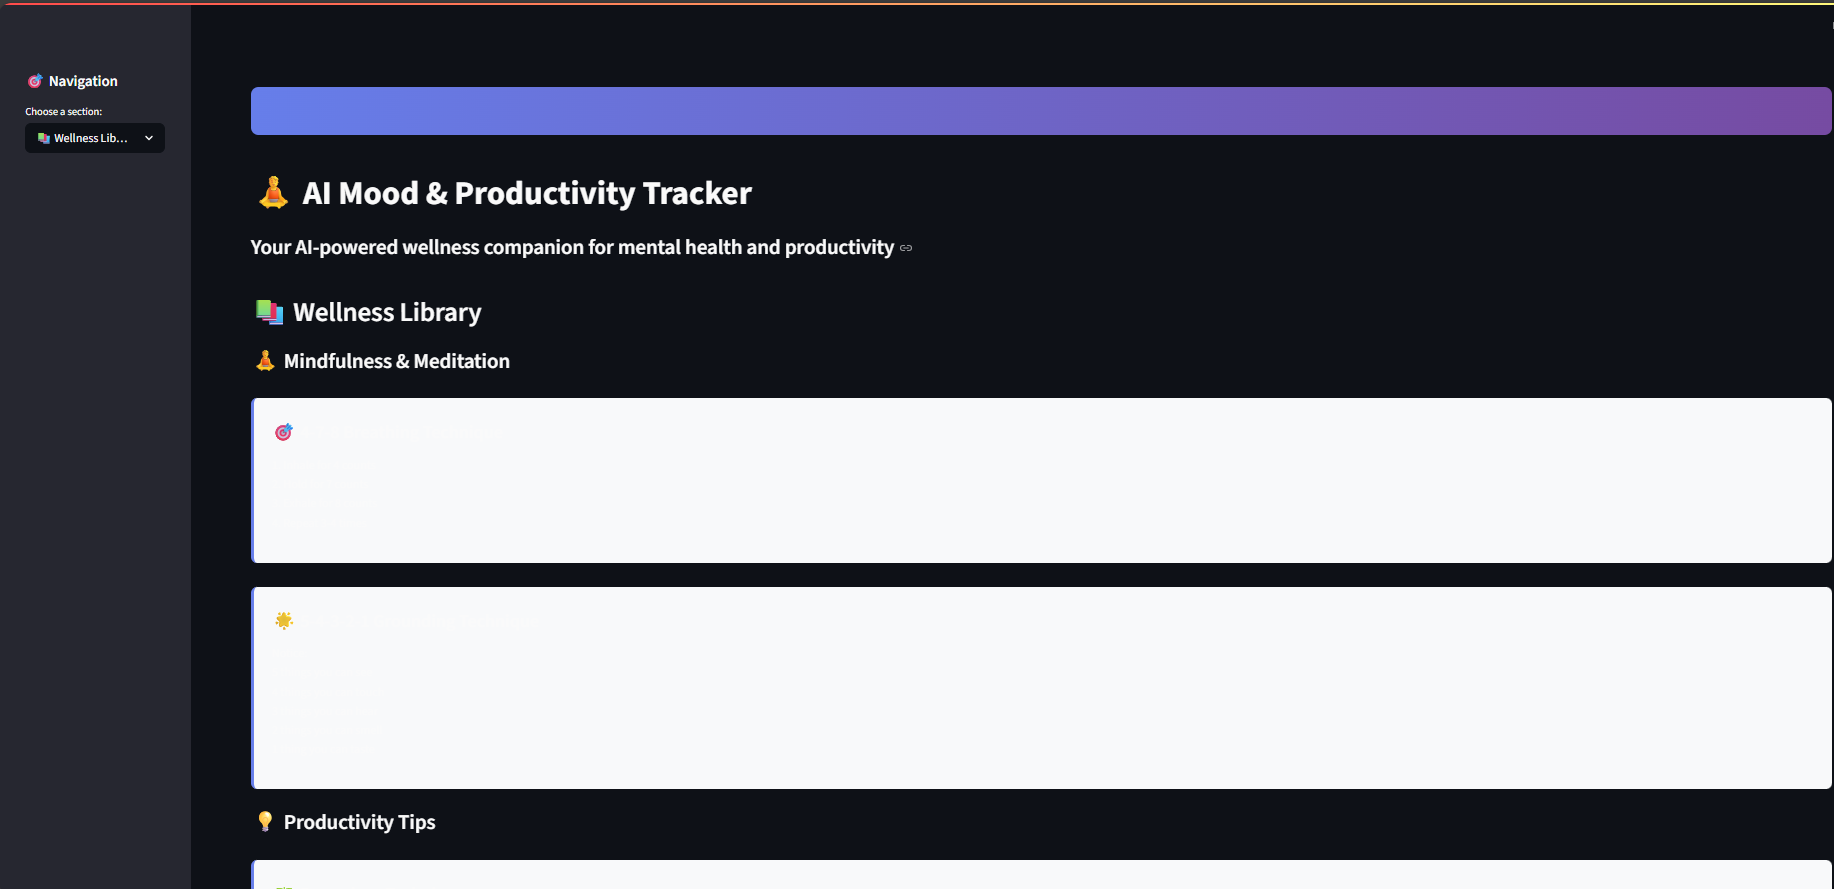 Navigation
Choose a section:
Wellness Lib...
AI Mood & Productivity Tracker
Your AI-powered wellness companion for mental health and productivity
Wellness Library
Mindfulness & Meditation
Productivity Tips